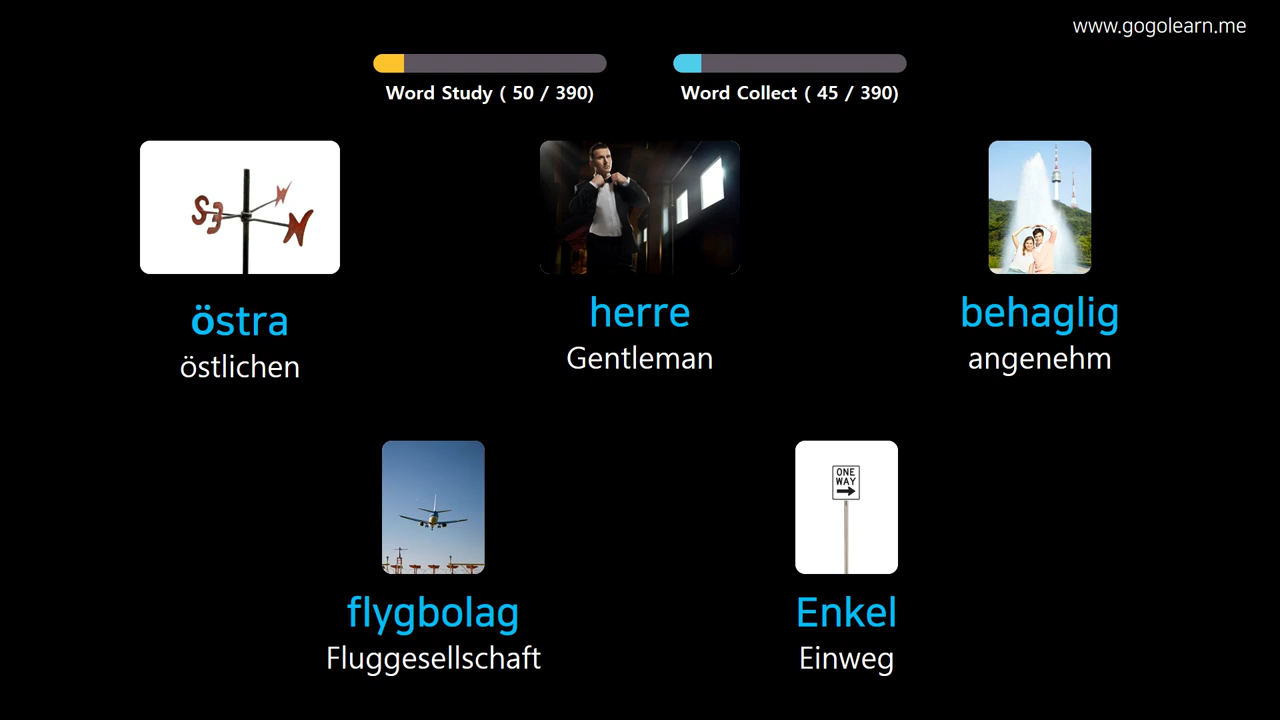 www.gogolearn.me
Word Study ( 50 / 390)
Word Collect ( 45 / 390)
S
östra
östlichen
herre
Gentleman
behaglig
angenehm
ONE
WAY
flygbolag
Fluggesellschaft
Enkel
Einweg